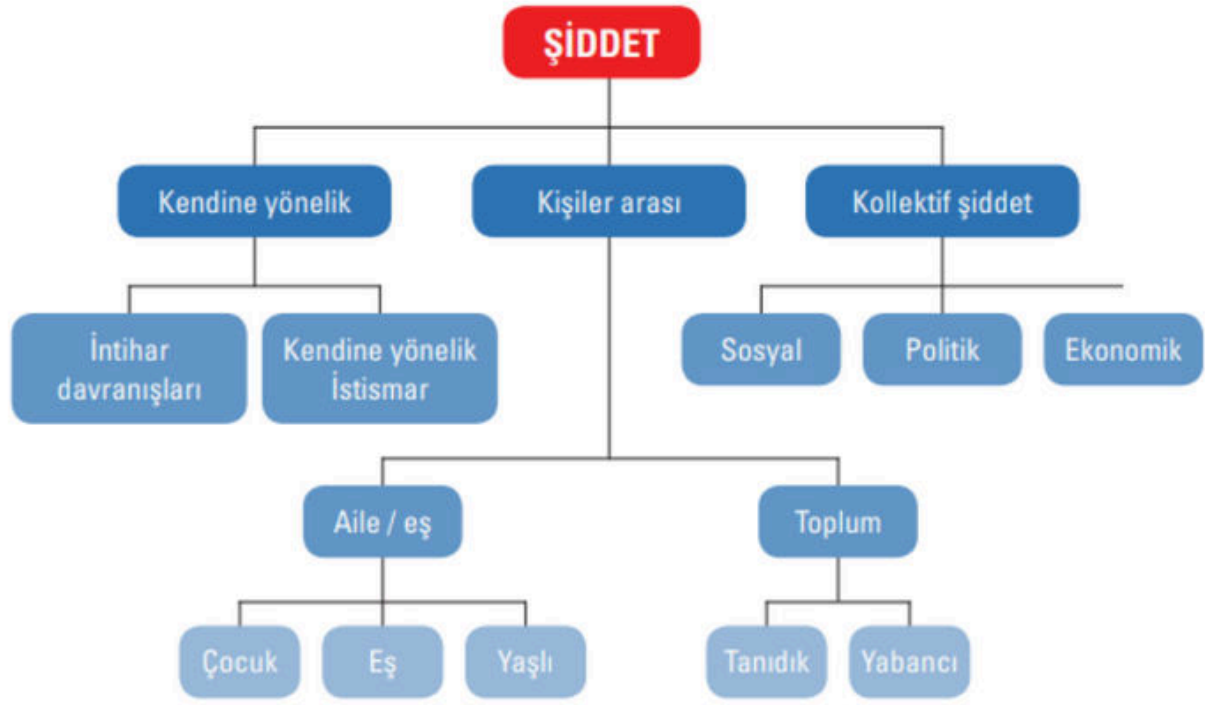 ŞİDDET
Kendine yönelik
Kişiler arası
Kollektif şiddet
İntihar
davranışları
Kendine yönelik
İstismar
Sosyal
Politik
Ekonomik
Aile / eş
Toplum
Çocuk
Eş
Yaşlı
Tanıdık
Yabancı